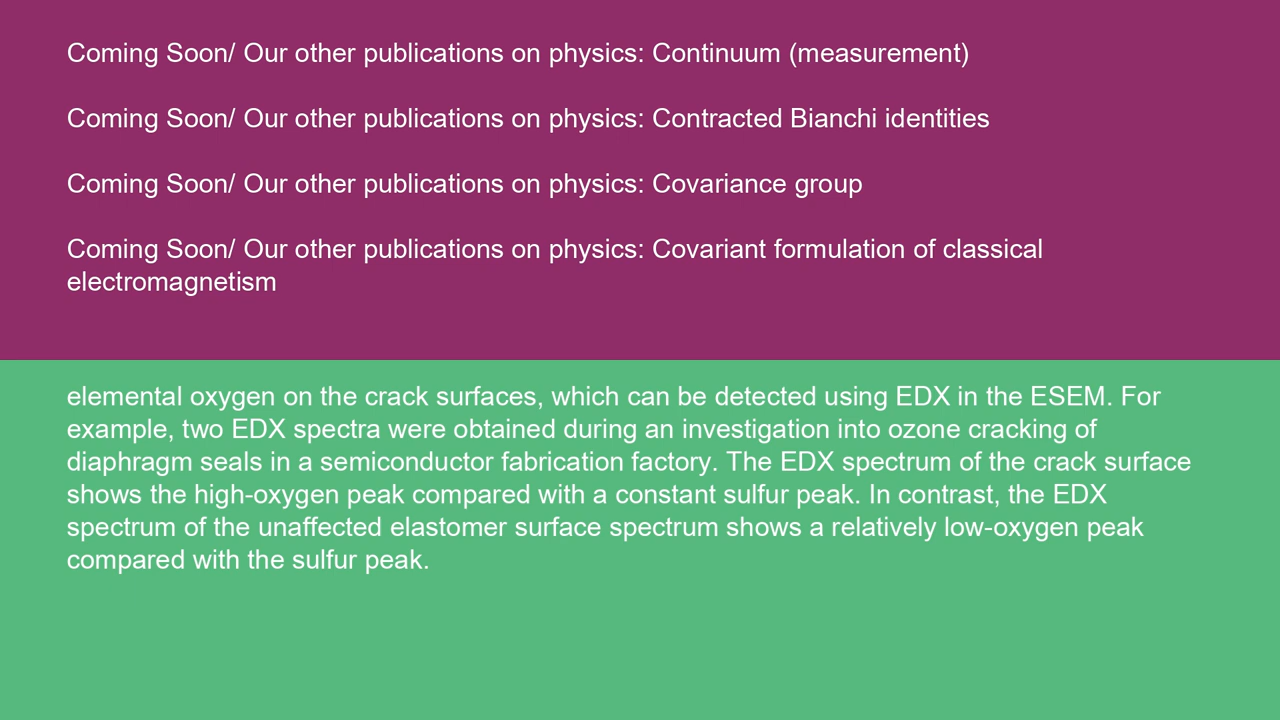 Coming Soon/ Our other publications on physics: Continuum (measurement)
Coming Soon/ Our other publications on physics: Contracted Bianchi identities
Coming Soon/ Our other publications on physics: Covariance group
Coming Soon/ Our other publications on physics: Covariant formulation of classical
electromagnetism
elemental oxygen on the crack surfaces, which can be detected using EDX in the ESEM. For
example, two EDX spectra were obtained during an investigation into ozone cracking of
diaphragm seals in a semiconductor fabrication factory. The EDX spectrum of the crack surface
shows the high-oxygen peak compared with a constant sulfur peak. In contrast, the EDX
spectrum of the unaffected elastomer surface spectrum shows a relatively low-oxygen peak
compared with the sulfur peak.